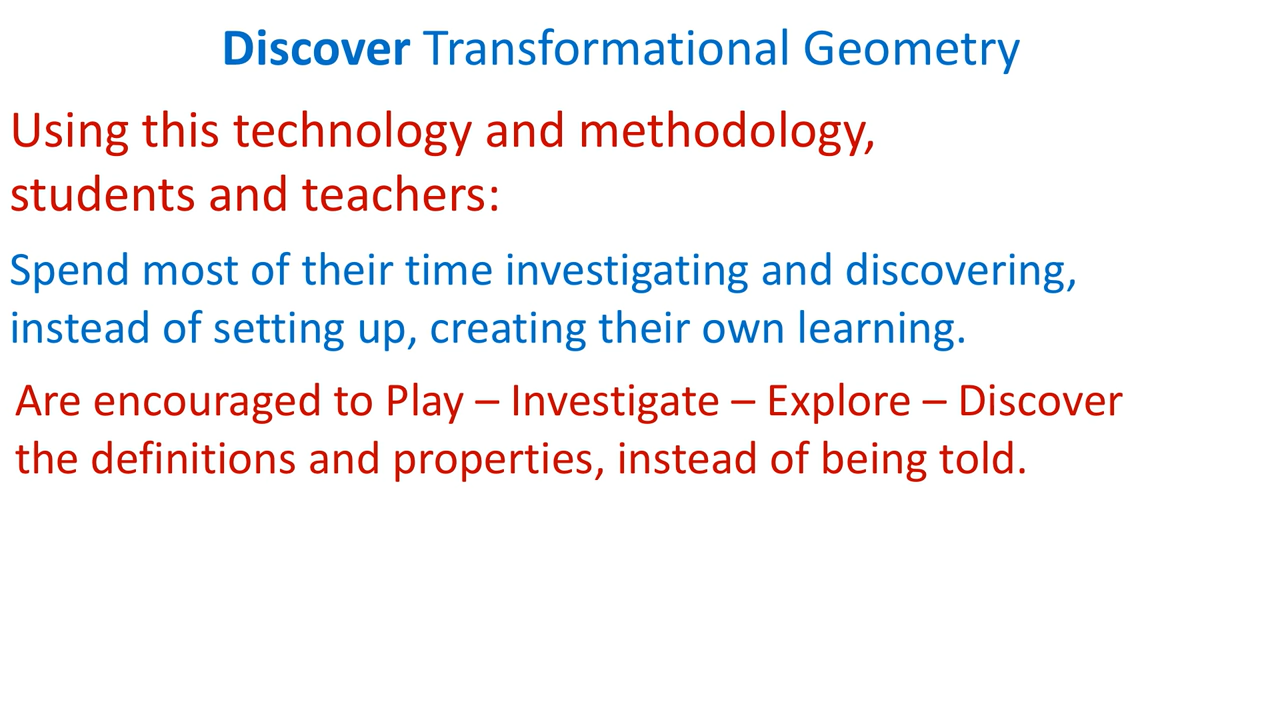 Discover Transformational Geometry
Using this technology and methodology,
students and teachers:
Spend most of their time investigating and discovering,
instead of setting up, creating their own learning.
Are encouraged to Play – Investigate – Explore – Discover
the definitions and properties, instead of being told.